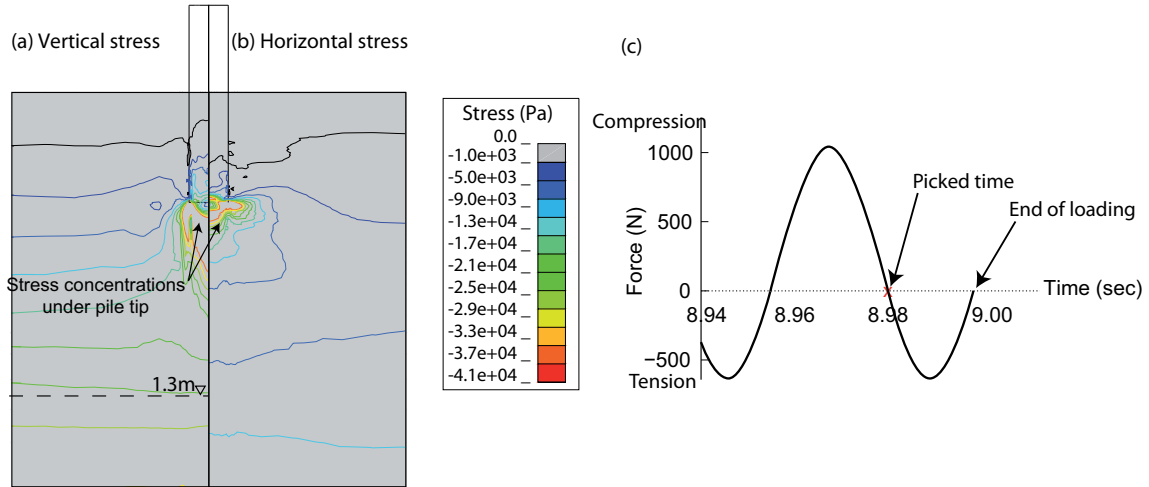 (a) Vertical stress
(b) Horizontal stress
Stress concentrations
under pile tip
1.3m
Stress (Pa)
0.0
-1.0e+03
-5.0e+03
-9.0e+03
-1.3e+04
-1.7e+04
-2.1e+04
-2.5e+04
-2.9e+04
-3.3e+04
-3.7e+04
-4.1e+04
(c)
Compression
1000
500
0
−500
Tension
Force (N)
Picked time
End of loading
Time (sec)
8.94
8.96
8.98
9.00